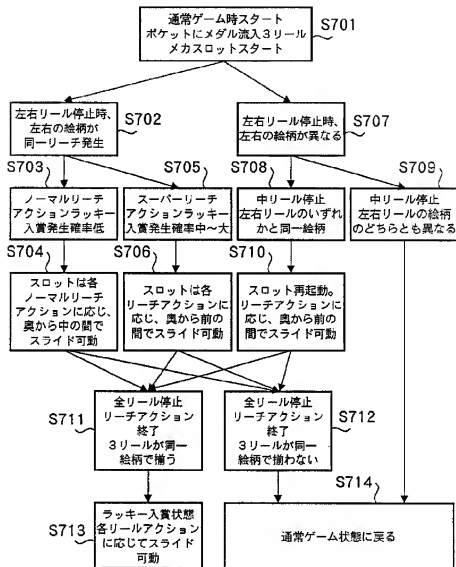 通常ゲーム時スタート
ポケットにメダル流入３リール
メカスロットスタート
S701
左右リール停止時、
左右の絵柄が
同一リーチ発生
S702
左右リール停止時、
左右の絵柄が異なる
S707
S703
ノーマルリーチ
アクションラッキー
入賞発生確率低
S705
スーパーリーチ
アクションラッキー
入賞発生確率中～大
S708
中リール停止
左右リールのいずれ
かと同一絵柄
S709
中リール停止
左右リールの絵柄
のどちらとも異なる
S704
スロットは各
ノーマルリーチ
アクションに応じ、
奥から中の間で
スライド可動
S706
スロットは各
リーチアクションに
応じ、奥から前の
間でスライド可動
S710
スロット再起動。
リーチアクションに
応じ、奥から前の
間でスライド可動
S711
全リール停止
リーチアクション
終了
３リールが同一
絵柄で揃う
S712
全リール停止
リーチアクション
終了
３リールが同一
絵柄で揃わない
S713
ラッキー入賞状態
各リールアクション
に応じてスライド
可動
S714
通常ゲーム状態に戻る